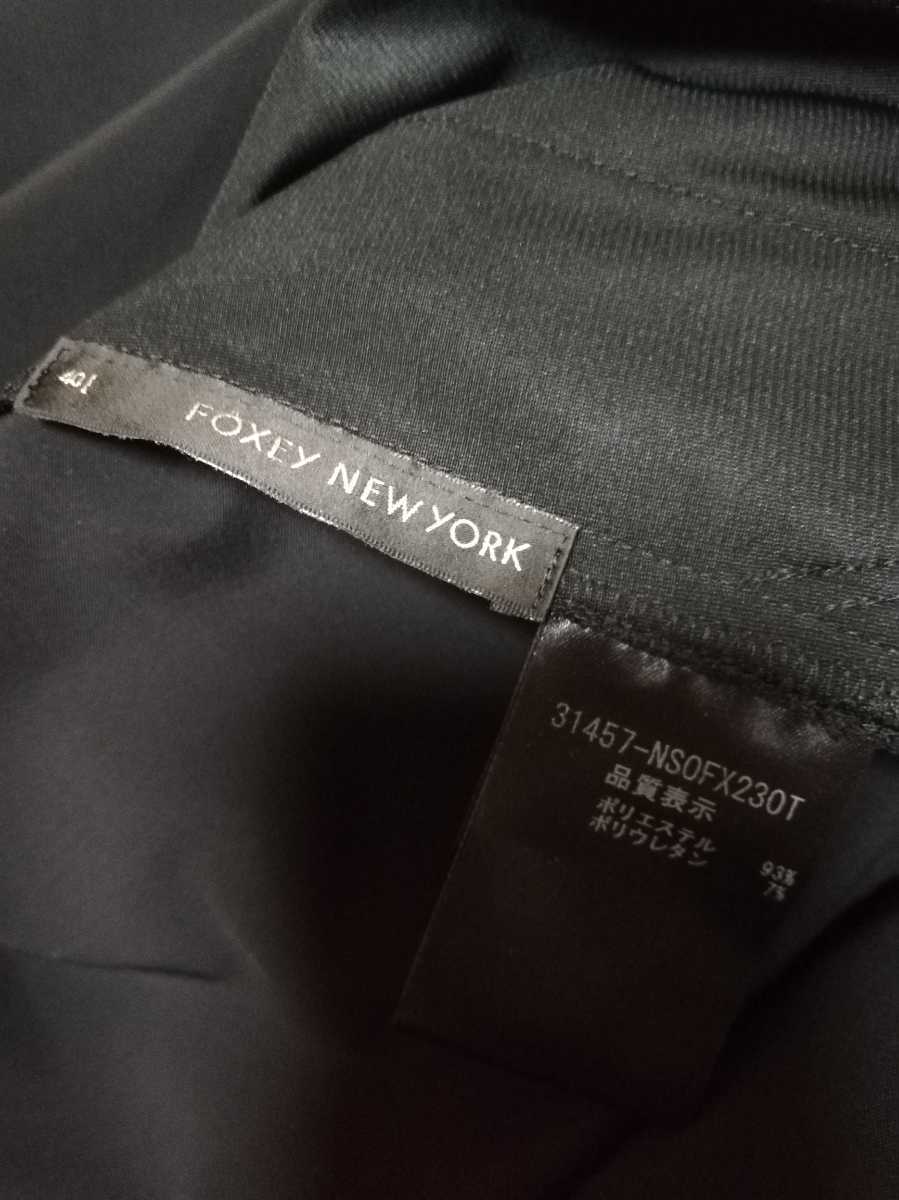 40I
FOXEY NEW YORK
31457-NSOFX230T
品質表示
ポリエステル 93%
ポリウレタン 7%